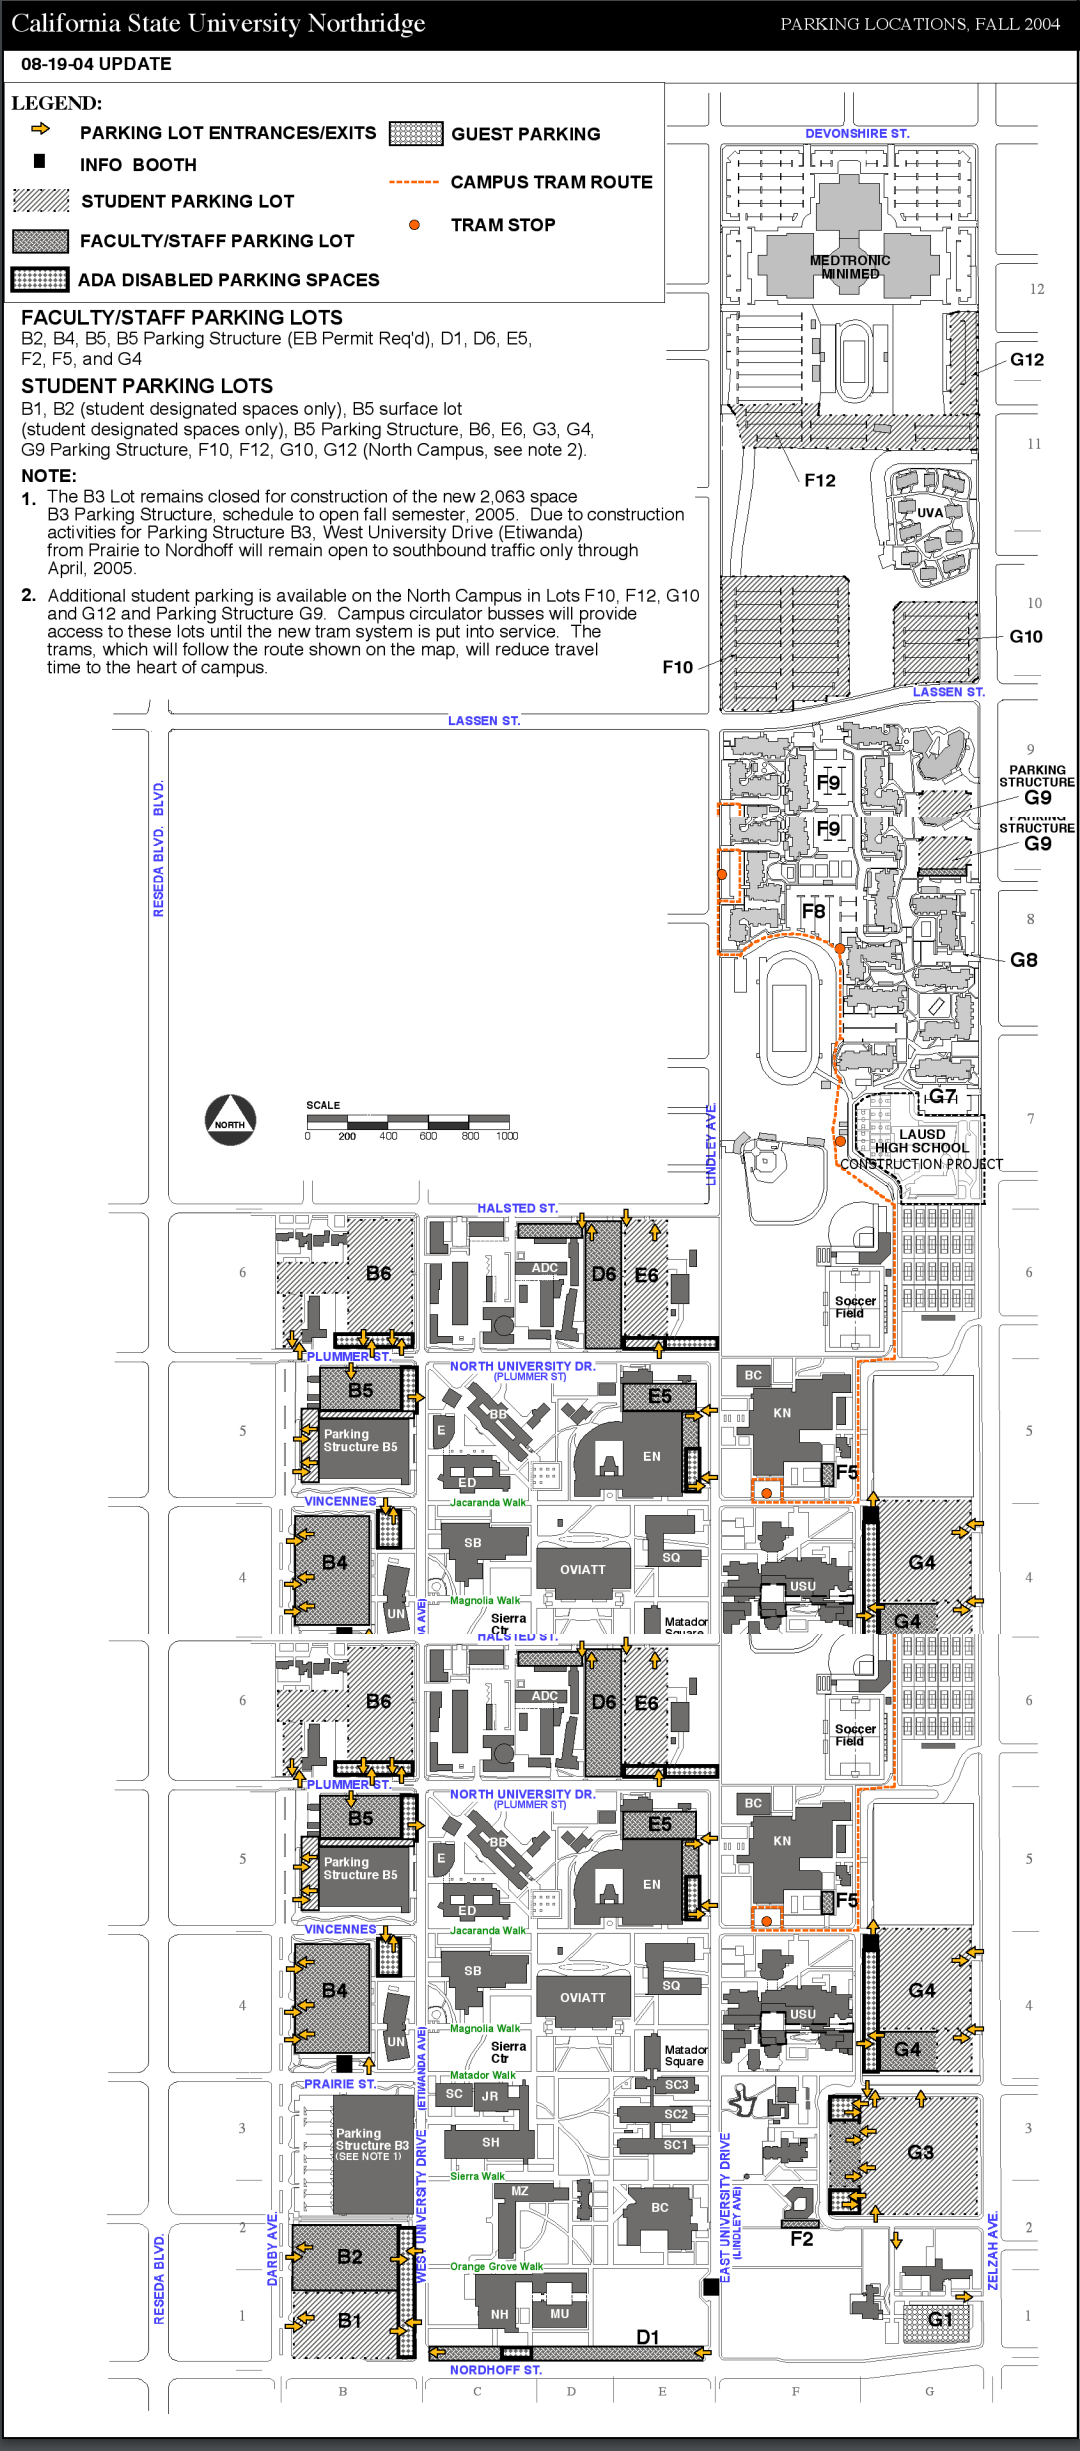 California State University Northridge
PARKING LOCATIONS, FALL 2004
08-19-04 UPDATE
LEGEND:
PARKING LOT ENTRANCES/EXITS
GUEST PARKING
INFO BOOTH
CAMPUS TRAM ROUTE
STUDENT PARKING LOT
TRAM STOP
FACULTY/STAFF PARKING LOT
ADA DISABLED PARKING SPACES
FACULTY/STAFF PARKING LOTS
B2, B4, B5, B5 Parking Structure (EB Permit Req'd), D1, D6, E5,
F2, F5, and G4
STUDENT PARKING LOTS
B1, B2 (student designated spaces only), B5 surface lot
(student designated spaces only), B5 Parking Structure, B6, E6, G3, G4,
G9 Parking Structure, F10, F12, G10, G12 (North Campus, see note 2).
NOTE:
1. The B3 Lot remains closed for construction of the new 2,063 space
B3 Parking Structure, schedule to open fall semester, 2005. Due to construction
activities for Parking Structure B3, West University Drive (Etiwanda)
from Prairie to Nordhoff will remain open to southbound traffic only through
April, 2005.
2. Additional student parking is available on the North Campus in Lots F10, F12, G10
and G12 and Parking Structure G9. Campus circulator busses will provide
access to these lots until the new tram system is put into service. The
trams, which will follow the route shown on the map, will reduce travel
time to the heart of campus.
DEVONSHIRE ST.
MEDTRONIC
MINIMED
12
G12
11
F12
UVA
10
G10
F10
LASSEN ST.
LASSEN ST.
RESEDA BLVD. BLVD.
9
PARKING
STRUCTURE
G9
F9
F9
PARKING
STRUCTURE
G9
F8
8
G8
G7
7
LAUSD
HIGH SCHOOL
CONSTRUCTION PROJECT
NORTH
SCALE
0 200 400 600 800 1000
LINDLEY AVE.
HALSTED ST.
6
B6
ADC
D6
E6
Soccer
Field
6
PLUMMER ST.
NORTH UNIVERSITY DR.
(PLUMMER ST)
B5
E5
BC
5
Parking
Structure B5
E
BB
ED
EN
KN
F5
5
VINCENNES
Jacaranda Walk
4
B4
UN
SB
OVIATT
SQ
USU
G4
G4
4
Magnolia Walk
Sierra
Ctr
Matador
Square
A AVE)
HALSTED ST.
6
B6
ADC
D6
E6
Soccer
Field
6
PLUMMER ST.
NORTH UNIVERSITY DR.
(PLUMMER ST)
B5
E5
BC
5
Parking
Structure B5
E
BB
ED
EN
KN
F5
5
VINCENNES
Jacaranda Walk
4
B4
UN
SB
OVIATT
SQ
USU
G4
G4
4
Magnolia Walk
Sierra
Ctr
Matador
Square
Matador Walk
PRAIRIE ST.
(ETIWANDA AVE)
SC
JR
SC3
SC2
SC1
3
Parking
Structure B3
(SEE NOTE 1)
SH
G3
3
Sierra Walk
WEST UNIVERSITY DRIVE
EAST UNIVERSITY DRIVE
(LINDLEY AVE)
MZ
BC
F2
2
2
DARBY AVE.
RESEDA BLVD.
ZELZAH AVE.
B2
Orange Grove Walk
1
B1
NH
MU
G1
1
D1
NORDHOFF ST.
B C D E F G